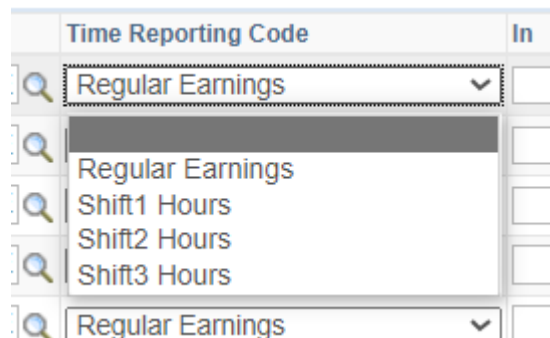 Time Reporting Code In
Regular Earnings
Regular Earnings
Shift1 Hours
Shift2 Hours
Shift3 Hours
Regular Earnings